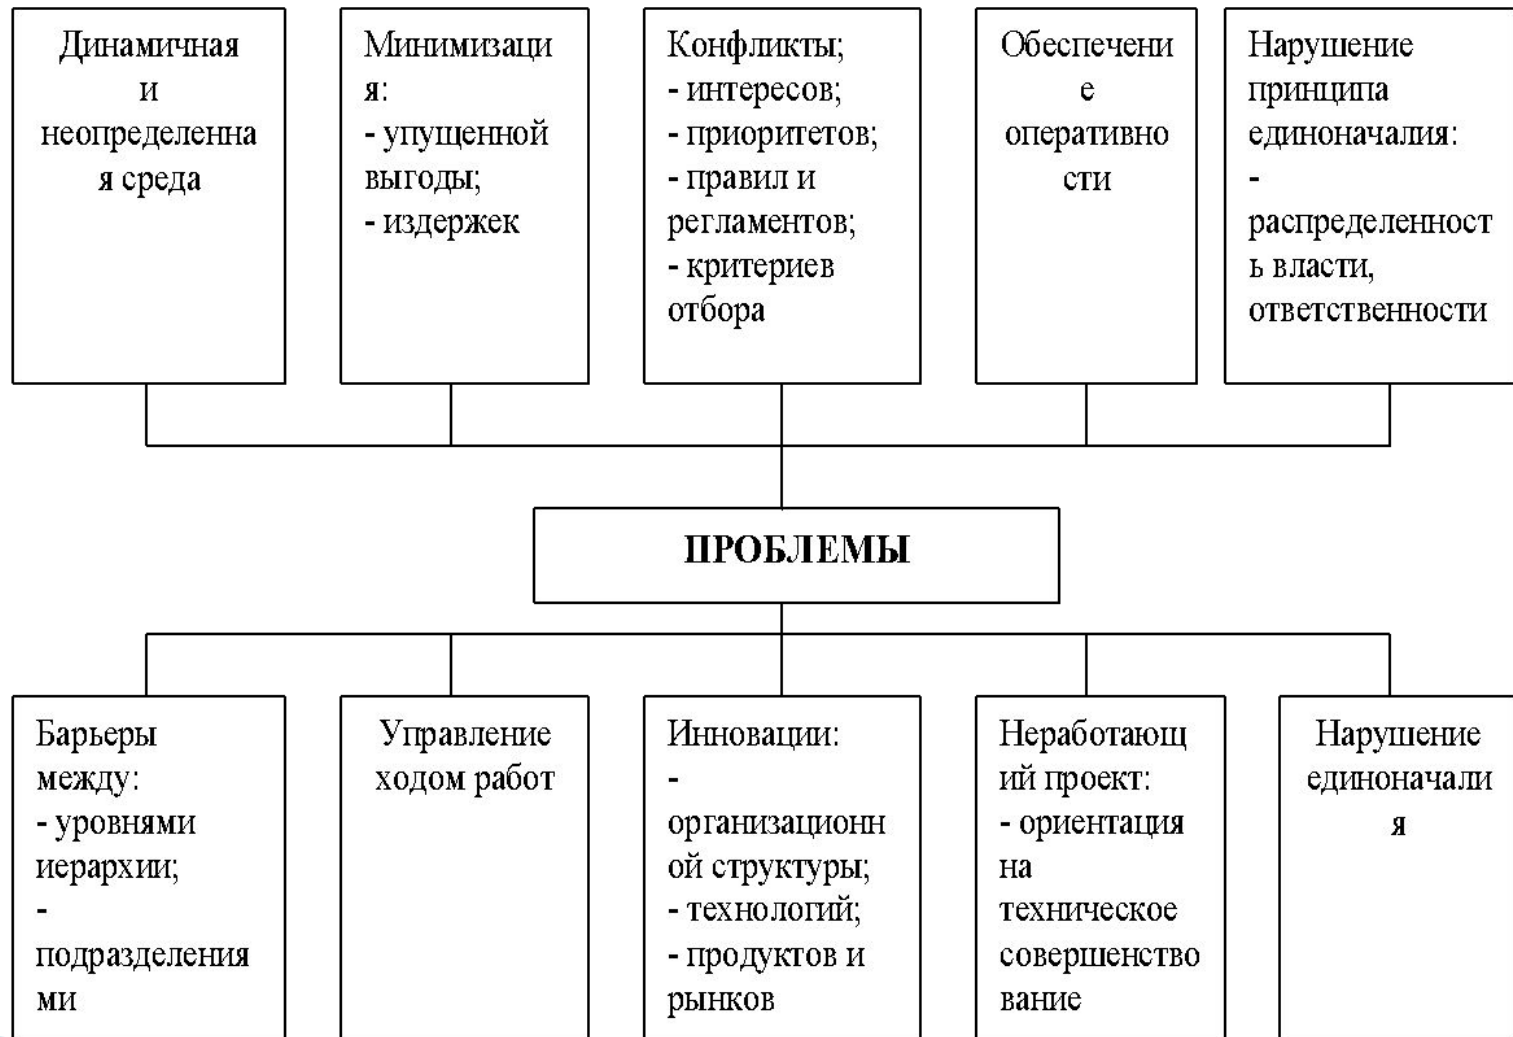 Динамичная
и
неопределенна
я среда
Минимизаци
я:
- упущенной
выгоды;
- издержек
Конфликты;
- интересов;
- приоритетов;
- правил и
регламентов;
- критериев
отбора
Обеспечени
е
оперативно
сти
Нарушение
принципа
единоначалия:
-
распределенност
ь власти,
ответственности
ПРОБЛЕМЫ
Барьеры
между:
- уровнями
иерархии;
-
подразделения
ми
Управление
ходом работ
Инновации:
-
организационн
ой структуры;
- технологий;
- продуктов и
рынков
Неработающ
ий проект:
- ориентация
на
техническое
совершенство
вание
Нарушение
единоначали
я